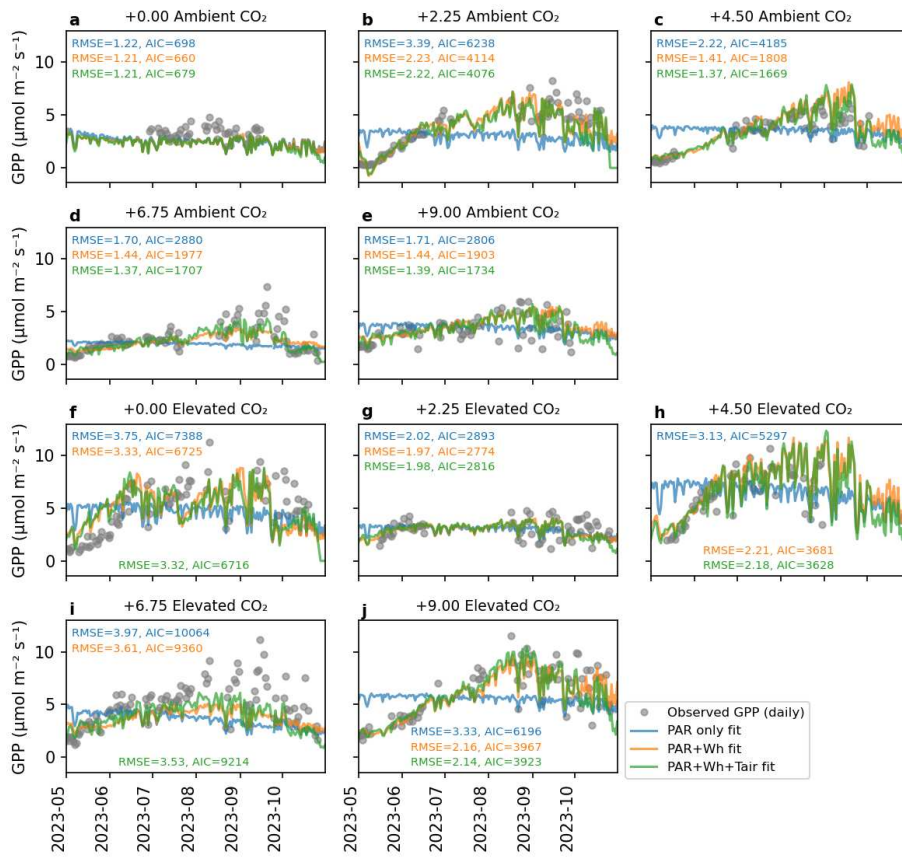 a +0.00 Ambient CO₂
RMSE=1.22, AIC=698
RMSE=1.21, AIC=660
RMSE=1.21, AIC=679
b +2.25 Ambient CO₂
RMSE=3.39, AIC=6238
RMSE=2.23, AIC=4114
RMSE=2.22, AIC=4076
c +4.50 Ambient CO₂
RMSE=2.22, AIC=4185
RMSE=1.41, AIC=1808
RMSE=1.37, AIC=1669
GPP (μmol m⁻² s⁻¹)
10
5
0
d +6.75 Ambient CO₂
RMSE=1.70, AIC=2880
RMSE=1.44, AIC=1977
RMSE=1.37, AIC=1707
e +9.00 Ambient CO₂
RMSE=1.71, AIC=2806
RMSE=1.44, AIC=1903
RMSE=1.39, AIC=1734
GPP (μmol m⁻² s⁻¹)
10
5
0
f +0.00 Elevated CO₂
RMSE=3.75, AIC=7388
RMSE=3.33, AIC=6725
RMSE=3.32, AIC=6716
g +2.25 Elevated CO₂
RMSE=2.02, AIC=2893
RMSE=1.97, AIC=2774
RMSE=1.98, AIC=2816
h +4.50 Elevated CO₂
RMSE=3.13, AIC=5297
RMSE=2.21, AIC=3681
RMSE=2.18, AIC=3628
GPP (μmol m⁻² s⁻¹)
10
5
0
i +6.75 Elevated CO₂
RMSE=3.97, AIC=10064
RMSE=3.61, AIC=9360
RMSE=3.53, AIC=9214
j +9.00 Elevated CO₂
RMSE=3.33, AIC=6196
RMSE=2.16, AIC=3967
RMSE=2.14, AIC=3923
GPP (μmol m⁻² s⁻¹)
10
5
0
Observed GPP (daily)
PAR only fit
PAR+Wh fit
PAR+Wh+Tair fit
2023-05
2023-06
2023-07
2023-08
2023-09
2023-10
2023-05
2023-06
2023-07
2023-08
2023-09
2023-10